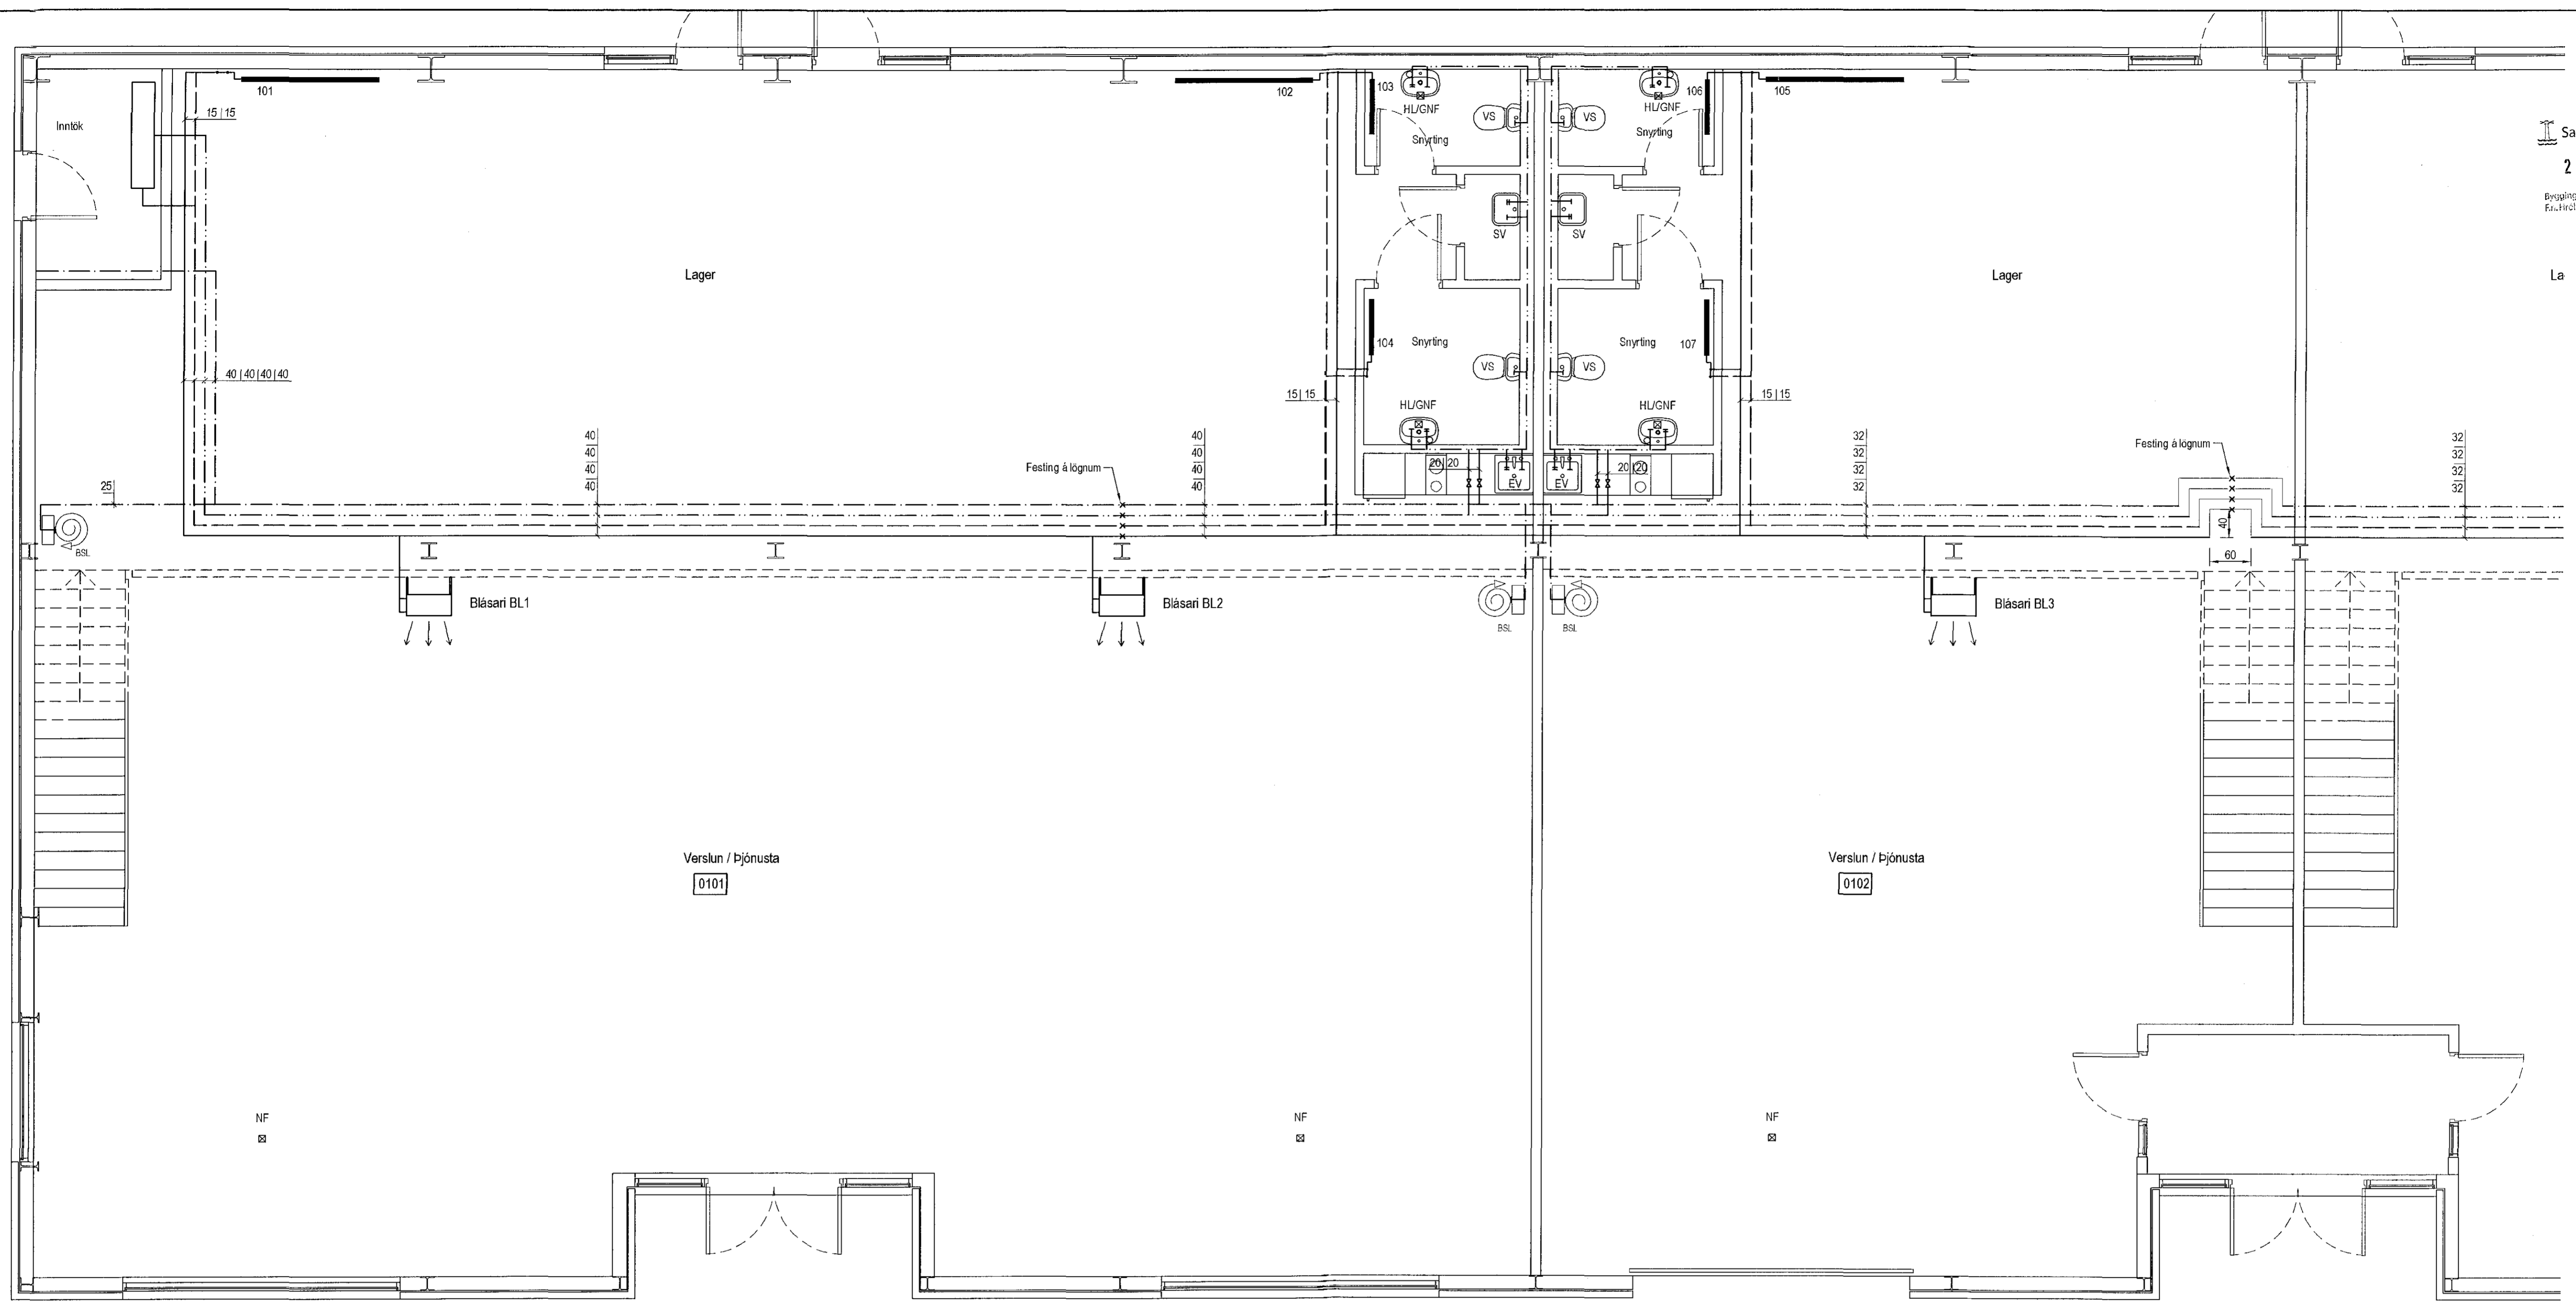 101
102
103
HL/GNF
HL/GNF
106
105
15 | 15
Inntök
VS
VS
Snyrting
Snyrting
Sa
2
Bygging
SV
SV
Lager
Lager
La
104
Snyrting
Snyrting
107
VS
VS
40 | 40 | 40 | 40
15 | 15
15 | 15
HL/GNF
HL/GNF
40
40
40
40
40
40
40
40
32
32
32
32
32
32
32
32
Festing á lögnum
Festing á lögnum
20 | 20
20 | 20
EV
EV
25
40
60
BSL
Blásari BL1
Blásari BL2
BSL
BSL
Blásari BL3
Verslun / Þjónusta
0101
Verslun / Þjónusta
0102
NF
NF
NF